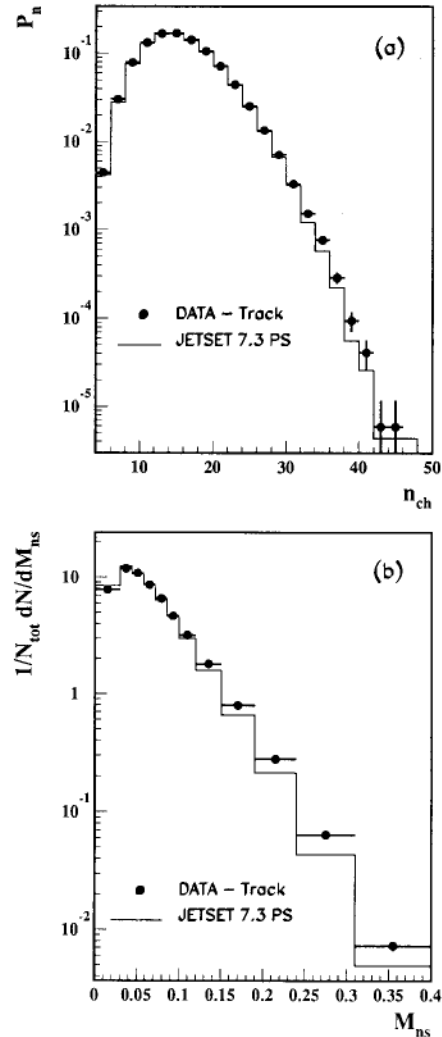 P_n
(a)
10^-1
10^-2
10^-3
10^-4
10^-5
DATA – Track
JETSET 7.3 PS
10 20 30 40 50
n_ch
1/N_tot dN/dM_ns
(b)
10
1
10^-1
10^-2
DATA – Track
JETSET 7.3 PS
0 0.05 0.1 0.15 0.2 0.25 0.3 0.35 0.4
M_ns